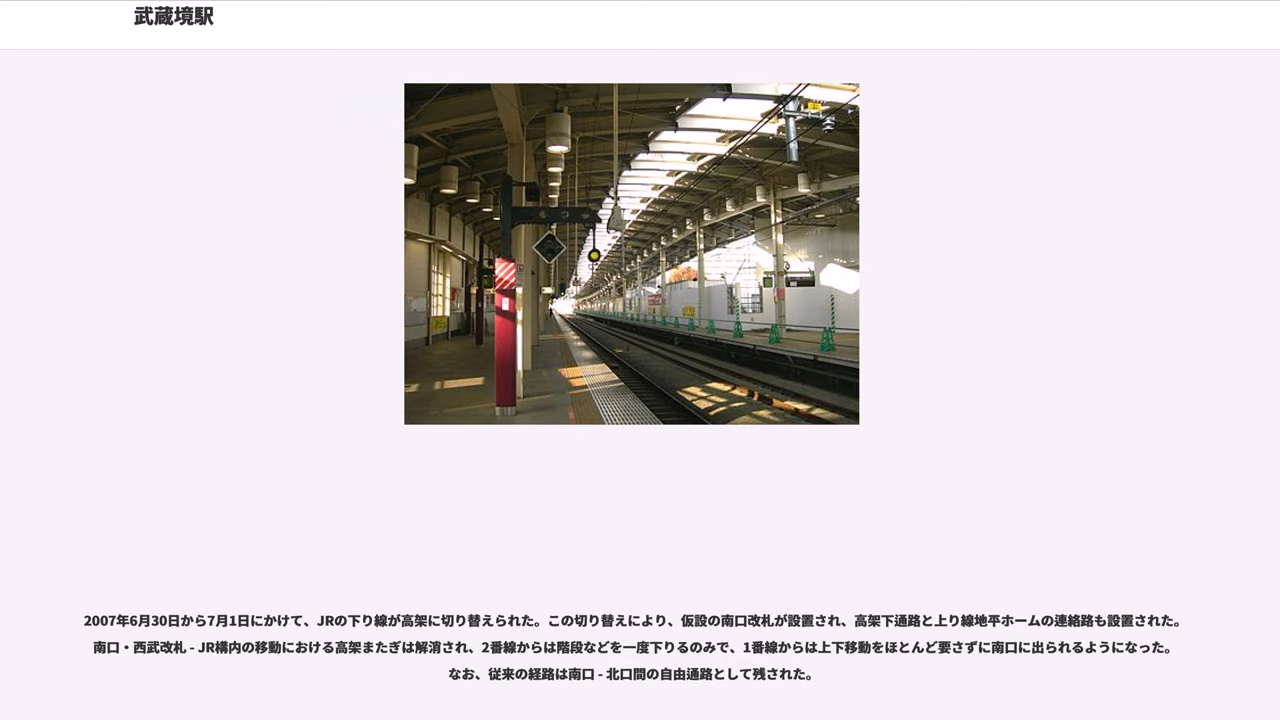 武蔵境駅
2007年6月30日から7月1日にかけて、JRの下り線が高架に切り替えられた。この切り替えにより、仮設の南口改札が設置され、高架下通路と上り線地平ホームの連絡路も設置された。
南口・西武改札 - JR構内の移動における高架またぎは解消され、2番線からは階段などを一度下りるのみで、1番線からは上下移動をほとんど要さずに南口に出られるようになった。
なお、従来の経路は南口 - 北口間の自由通路として残された。